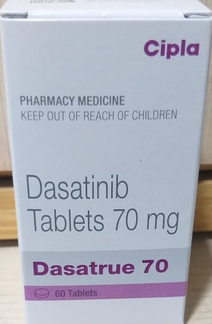 Cipla
PHARMACY MEDICINE
KEEP OUT OF REACH OF CHILDREN
Dasatinib
Tablets 70 mg
Dasatrue 70
60 Tablets